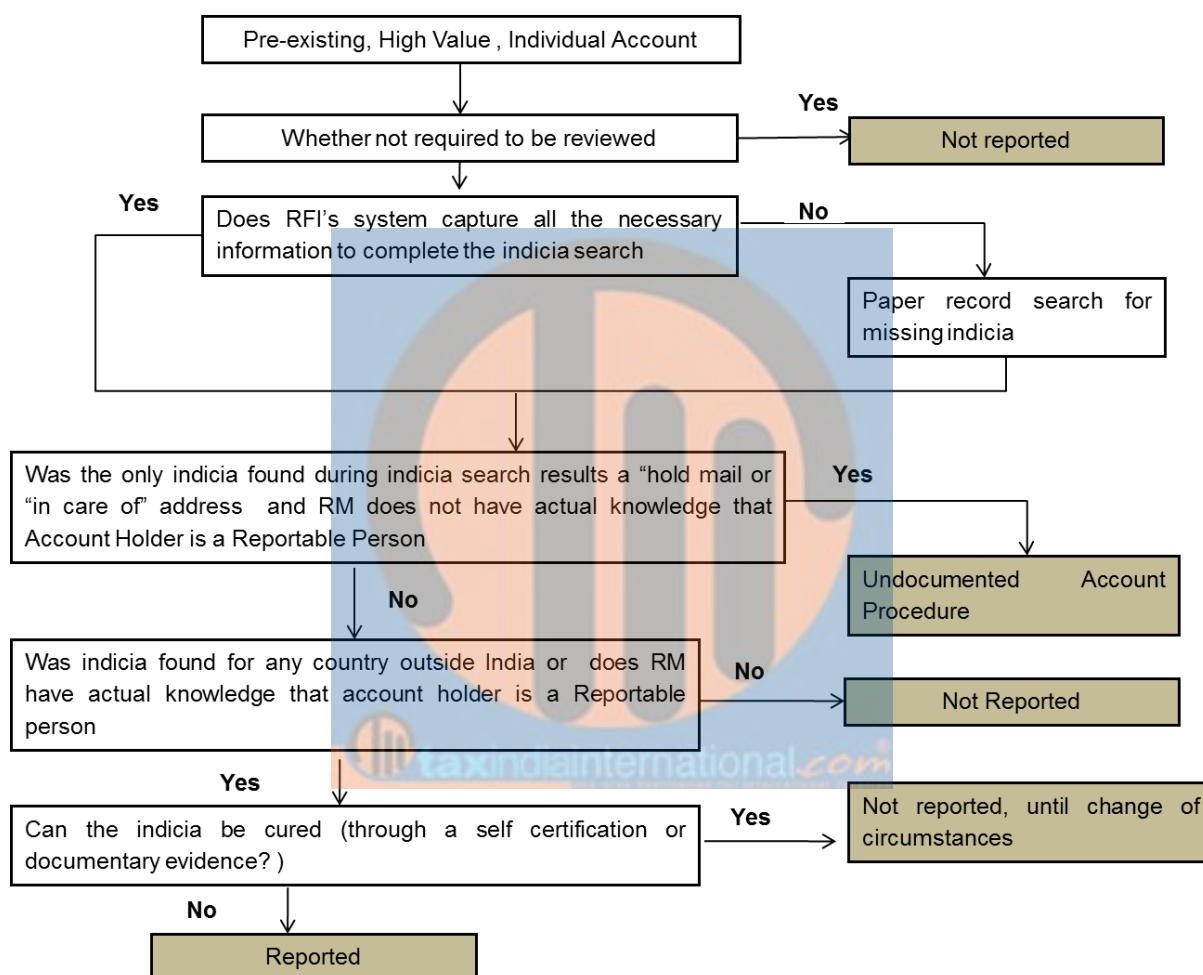 Pre-existing, High Value , Individual Account
Yes
Whether not required to be reviewed
Not reported
Yes
Does RFI's system capture all the necessary
information to complete the indicia search
No
Paper record search for
missing indicia
Was the only indicia found during indicia search results a “hold mail or
“in care of” address and RM does not have actual knowledge that
Account Holder is a Reportable Person
Yes
Undocumented Account
Procedure
No
Was indicia found for any country outside India or does RM
have actual knowledge that account holder is a Reportable
person
No
Not Reported
taxindiainternational.com
Yes
Can the indicia be cured (through a self certification or
documentary evidence? )
Yes
Not reported, until change of
circumstances
No
Reported